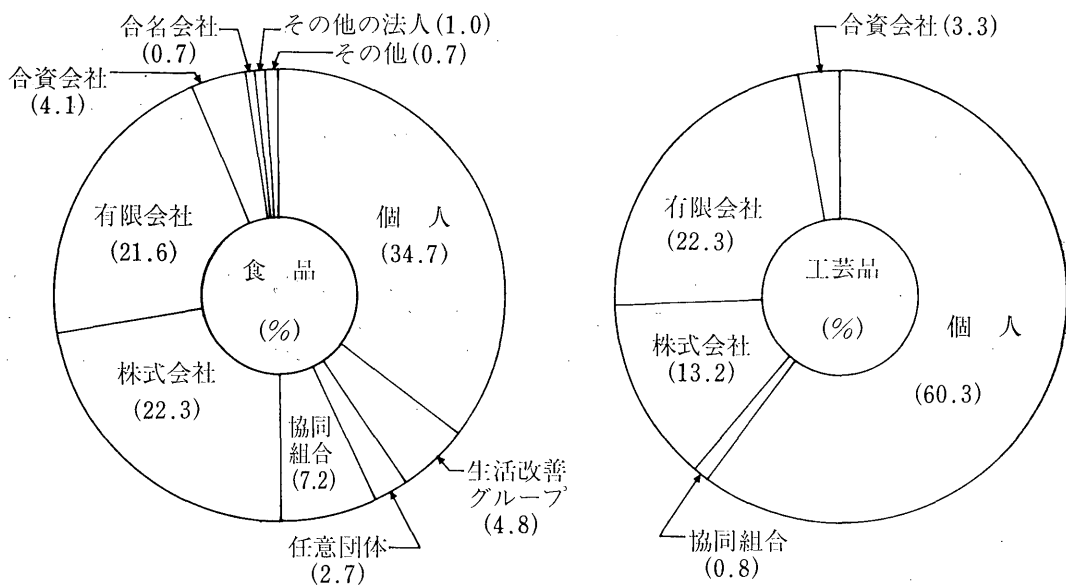 合名会社
(0.7)
その他の法人(1.0)
その他(0.7)
合資会社
(4.1)
有限会社
(21.6)
個 人
(34.7)
食 品
(%)
株式会社
(22.3)
協同
組合
(7.2)
生活改善
グループ
(4.8)
任意団体
(2.7)
合資会社(3.3)
有限会社
(22.3)
工芸品
(%)
個 人
(60.3)
株式会社
(13.2)
協同組合
(0.8)